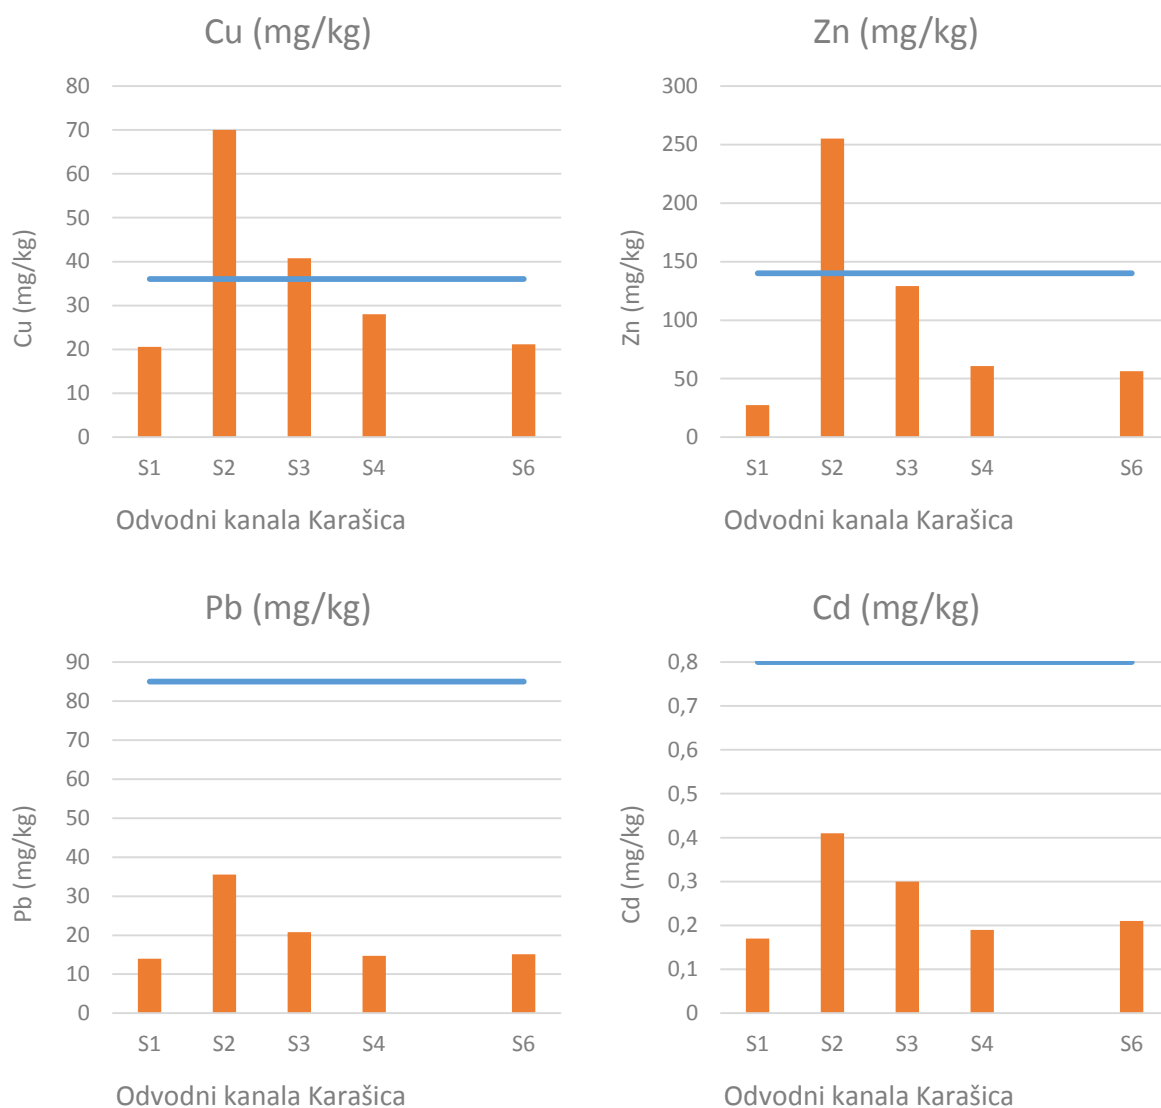 Cu (mg/kg)
80
70
60
50
40
30
20
10
0
Cu (mg/kg)
S1 S2 S3 S4 S6
Odvodni kanala Karašica
Zn (mg/kg)
300
250
200
150
100
50
0
Zn (mg/kg)
S1 S2 S3 S4 S6
Odvodni kanala Karašica
Pb (mg/kg)
90
80
70
60
50
40
30
20
10
0
Pb (mg/kg)
S1 S2 S3 S4 S6
Odvodni kanala Karašica
Cd (mg/kg)
0,8
0,7
0,6
0,5
0,4
0,3
0,2
0,1
0
Cd (mg/kg)
S1 S2 S3 S4 S6
Odvodni kanala Karašica